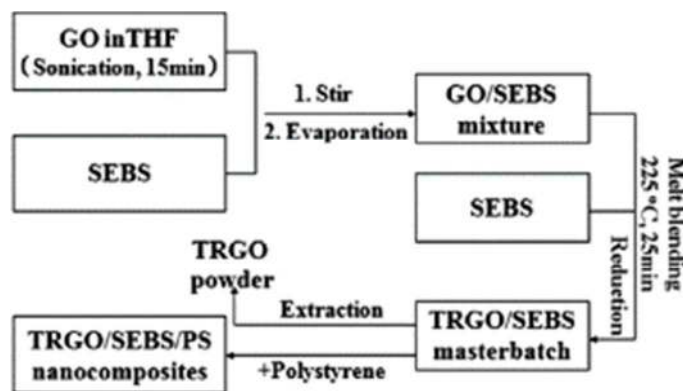 GO inTHF
(Sonication, 15min)
SEBS
1. Stir
2. Evaporation
GO/SEBS
mixture
SEBS
Melt blending
225 °C, 25min
Reduction
TRGO
powder
Extraction
TRGO/SEBS
masterbatch
TRGO/SEBS/PS
nanocomposites
+Polystyrene